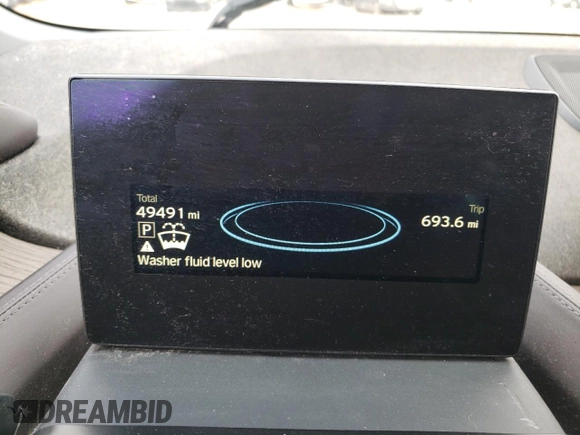 Total
49491 mi
Trip
693.6 mi
P
Washer fluid level low
DREAMBID